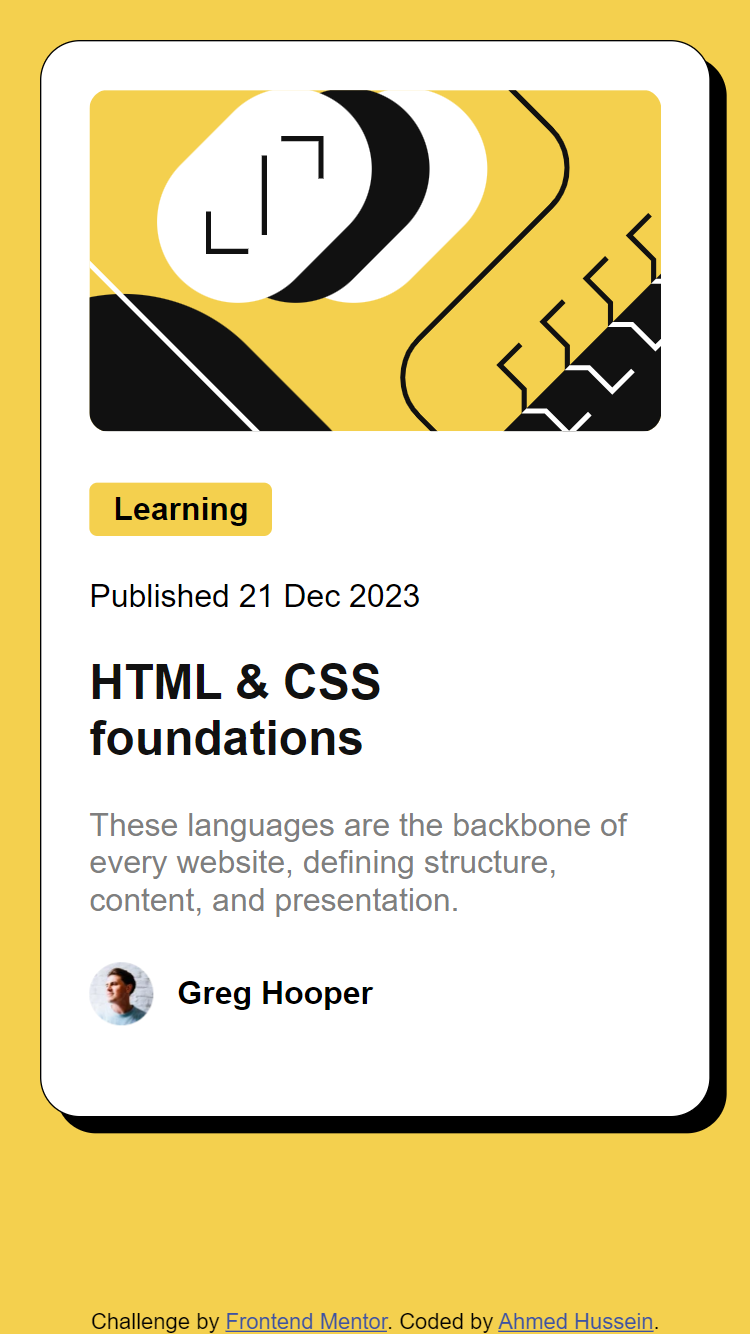 Learning
Published 21 Dec 2023
HTML & CSS
foundations
These languages are the backbone of
every website, defining structure,
content, and presentation.
Greg Hooper
Challenge by Frontend Mentor. Coded by Ahmed Hussein.